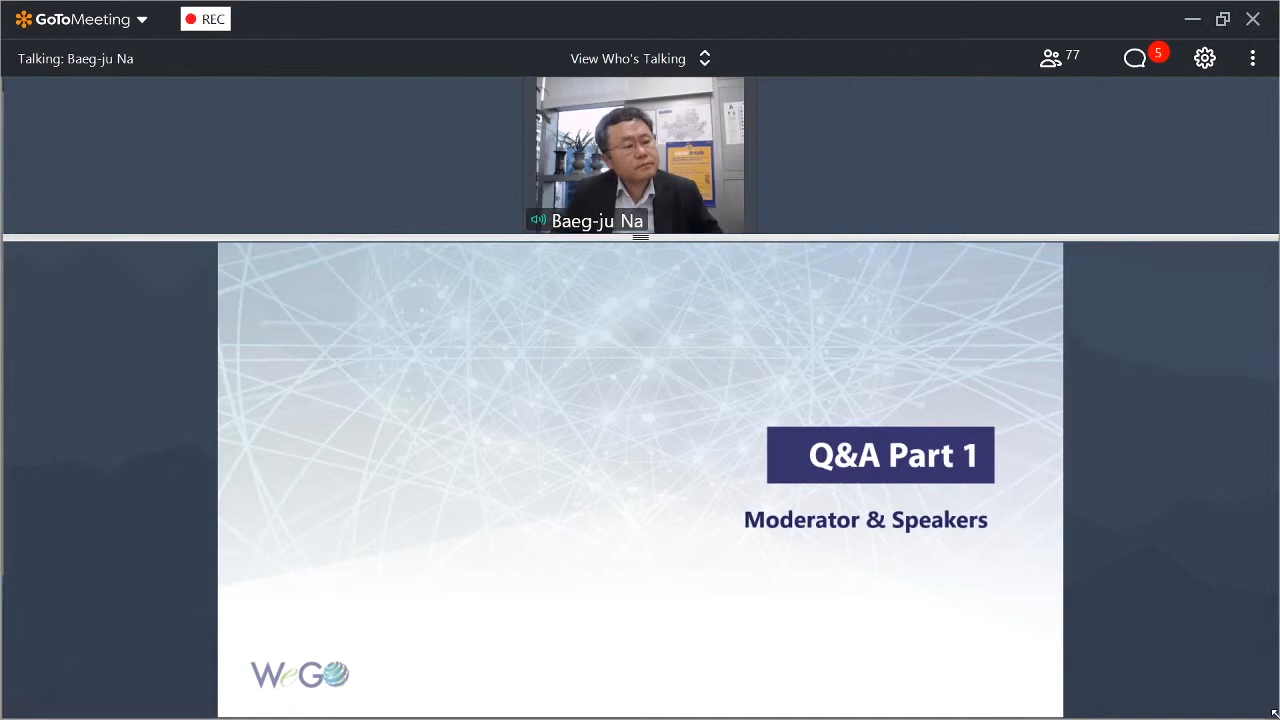 GoToMeeting
REC
Talking: Baeg-ju Na
View Who's Talking
77
5
Baeg-ju Na
Q&A Part 1
Moderator & Speakers
WeGO